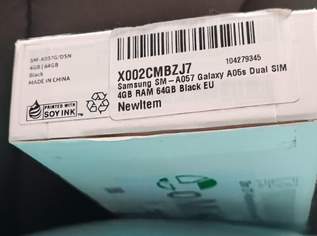 SM-A057G/DSN
4GB | 64GB
Black
MADE IN CHINA
PRINTED WITH
SOY INK
104279345
X002CMBZJ7
Samsung SM - A057 Galaxy A05s Dual SIM
4GB RAM 64GB Black EU
NewItem